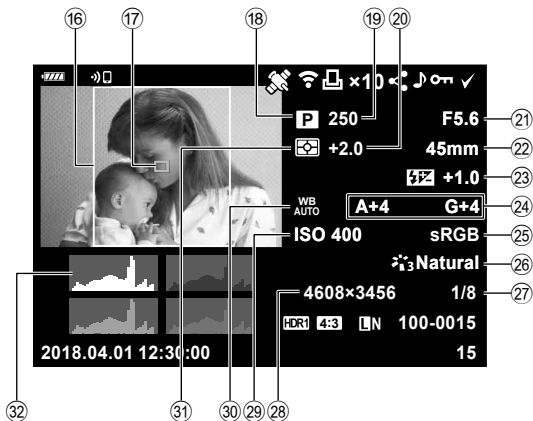 ⑯ ⑰ ⑱ ⑲ ⑳
×10
P 250 F5.6 ㉑
+2.0 45mm ㉒
+1.0 ㉓
WB AUTO A+4 G+4 ㉔
ISO 400 sRGB ㉕
3 Natural ㉖
4608×3456 1/8 ㉗
HDR1 4:3 LN 100-0015
2018.04.01 12:30:00 15
㉜ ㉛ ㉚ ㉙ ㉘